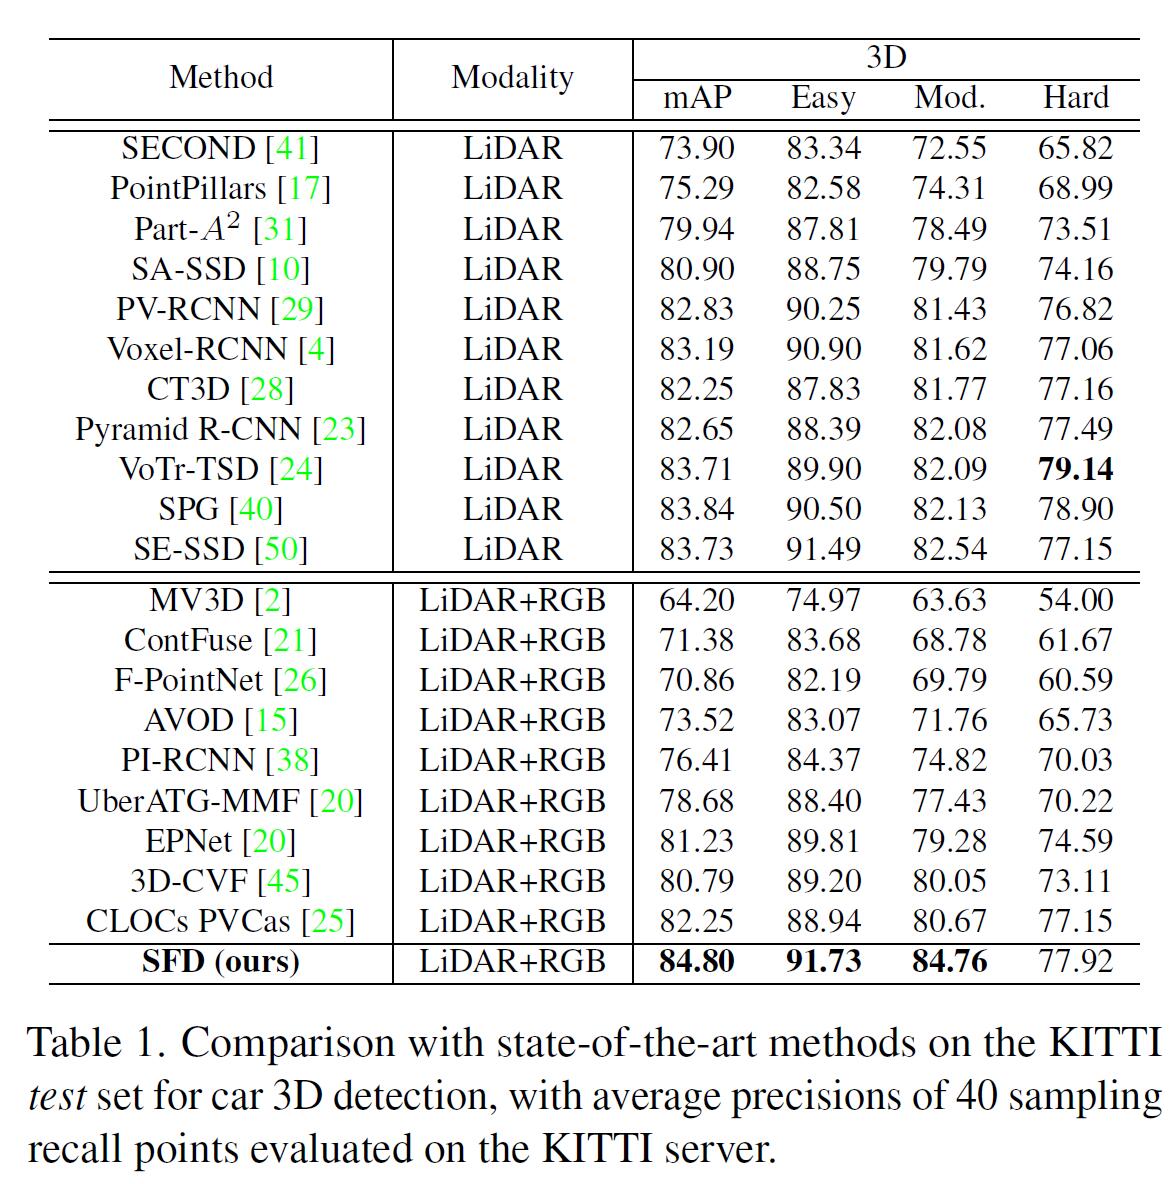 Method Modality 3D
mAP Easy Mod. Hard
SECOND [41] LiDAR 73.90 83.34 72.55 65.82
PointPillars [17] LiDAR 75.29 82.58 74.31 68.99
Part-A² [31] LiDAR 79.94 87.81 78.49 73.51
SA-SSD [10] LiDAR 80.90 88.75 79.79 74.16
PV-RCNN [29] LiDAR 82.83 90.25 81.43 76.82
Voxel-RCNN [4] LiDAR 83.19 90.90 81.62 77.06
CT3D [28] LiDAR 82.25 87.83 81.77 77.16
Pyramid R-CNN [23] LiDAR 82.65 88.39 82.08 77.49
VoTr-TSD [24] LiDAR 83.71 89.90 82.09 79.14
SPG [40] LiDAR 83.84 90.50 82.13 78.90
SE-SSD [50] LiDAR 83.73 91.49 82.54 77.15
MV3D [2] LiDAR+RGB 64.20 74.97 63.63 54.00
ContFuse [21] LiDAR+RGB 71.38 83.68 68.78 61.67
F-PointNet [26] LiDAR+RGB 70.86 82.19 69.79 60.59
AVOD [15] LiDAR+RGB 73.52 83.07 71.76 65.73
PI-RCNN [38] LiDAR+RGB 76.41 84.37 74.82 70.03
UberATG-MMF [20] LiDAR+RGB 78.68 88.40 77.43 70.22
EPNet [20] LiDAR+RGB 81.23 89.81 79.28 74.59
3D-CVF [45] LiDAR+RGB 80.79 89.20 80.05 73.11
CLOCs PVCas [25] LiDAR+RGB 82.25 88.94 80.67 77.15
SFD (ours) LiDAR+RGB 84.80 91.73 84.76 77.92
Table 1. Comparison with state-of-the-art methods on the KITTI
test set for car 3D detection, with average precisions of 40 sampling
recall points evaluated on the KITTI server.